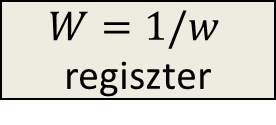 W = 1/w
regiszter